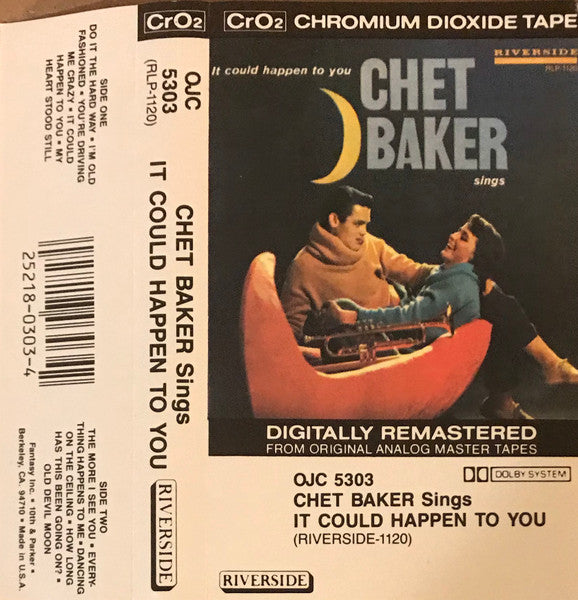 SIDE ONE
DO IT THE HARD WAY • I'M OLD
FASHIONED • YOU'RE DRIVING
ME CRAZY • IT COULD
HAPPEN TO YOU • MY
HEART STOOD STILL
25218-0303-4
SIDE TWO
THE MORE I SEE YOU • EVERY-
THING HAPPENS TO ME • DANCING
ON THE CEILING • HOW LONG
HAS THIS BEEN GOING ON? •
OLD DEVIL MOON
Fantasy Inc. • 10th & Parker •
Berkeley, CA 94710 • Made in U.S.A.
CrO2
OJC
5303
(RLP-1120)
CHET BAKER Sings
IT COULD HAPPEN TO YOU
RIVERSIDE
CrO2 CHROMIUM DIOXIDE TAPE
RIVERSIDE
RLP-1120
It could happen to you
CHET
BAKER
sings
DIGITALLY REMASTERED
FROM ORIGINAL ANALOG MASTER TAPES
OJC 5303
DOLBY SYSTEM
CHET BAKER Sings
IT COULD HAPPEN TO YOU
(RIVERSIDE-1120)
RIVERSIDE